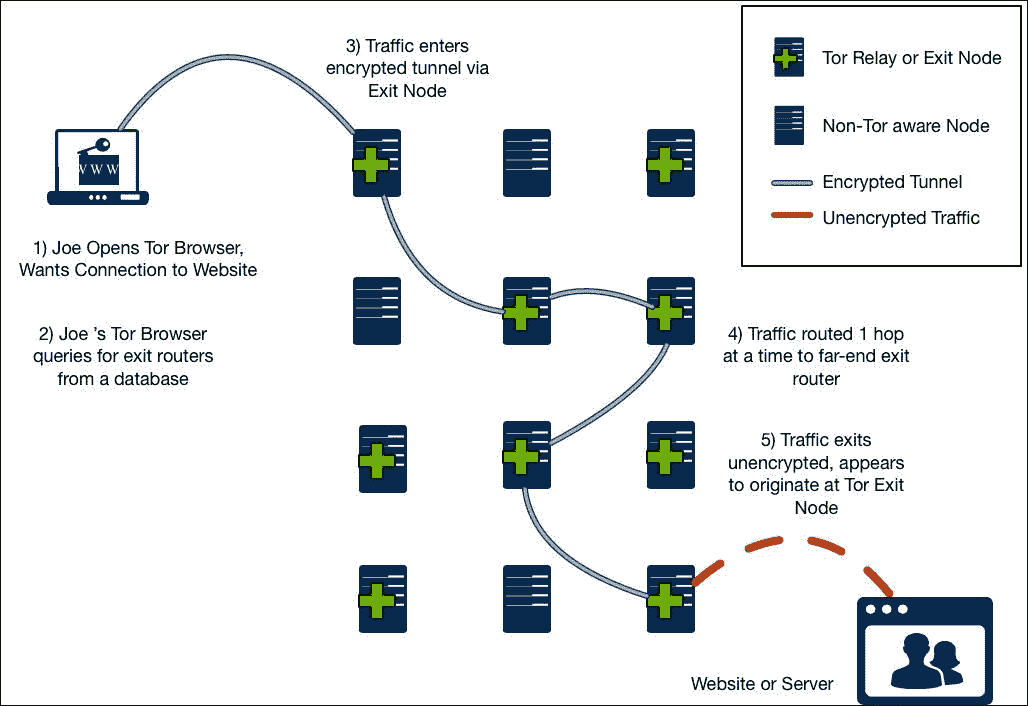 3) Traffic enters
encrypted tunnel via
Exit Node
Tor Relay or Exit Node
Non-Tor aware Node
Encrypted Tunnel
Unencrypted Traffic
WWW
1) Joe Opens Tor Browser,
Wants Connection to Website
2) Joe 's Tor Browser
queries for exit routers
from a database
4) Traffic routed 1 hop
at a time to far-end exit
router
5) Traffic exits
unencrypted, appears
to originate at Tor Exit
Node
Website or Server